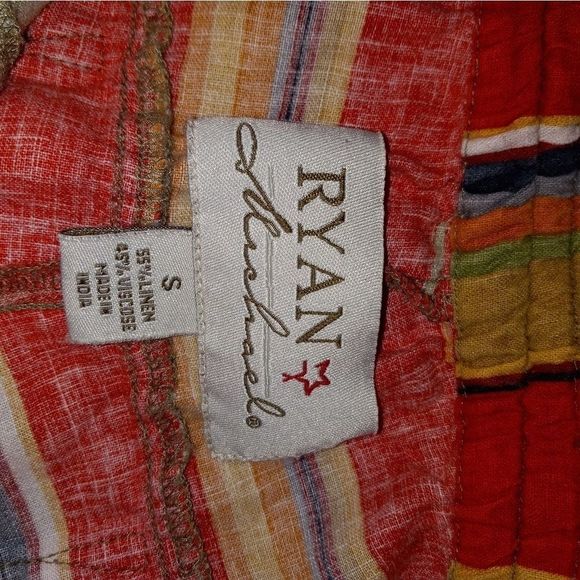 RYAN
Michael®
S
55% LINEN
45% VISCOSE
MADE IN
INDIA